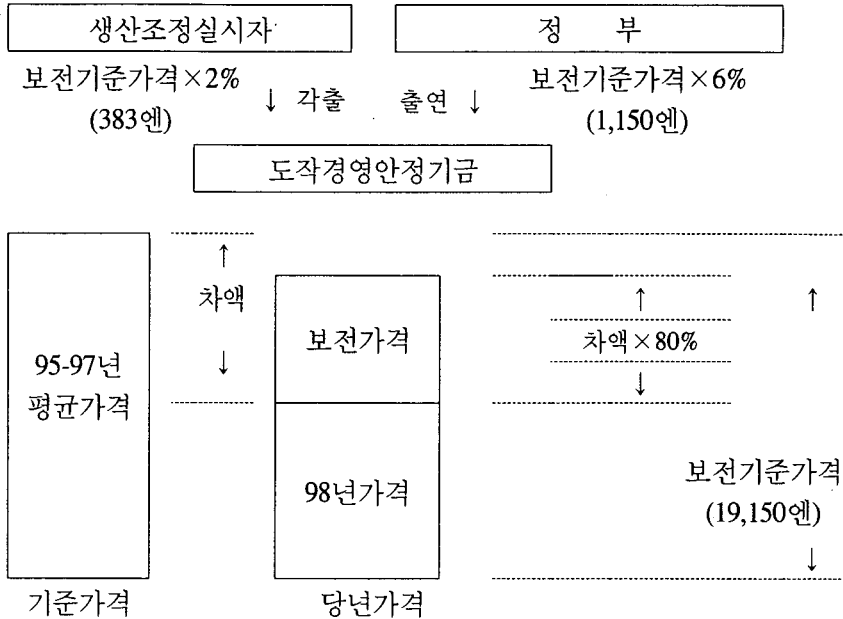 생산조정실시자
정 부
보전기준가격×2%
(383엔)
↓ 각출
출연 ↓
보전기준가격×6%
(1,150엔)
도작경영안정기금
↑
차액
↓
95-97년
평균가격
보전가격
98년가격
↑
차액×80%
↓
↑
보전기준가격
(19,150엔)
↓
기준가격
당년가격